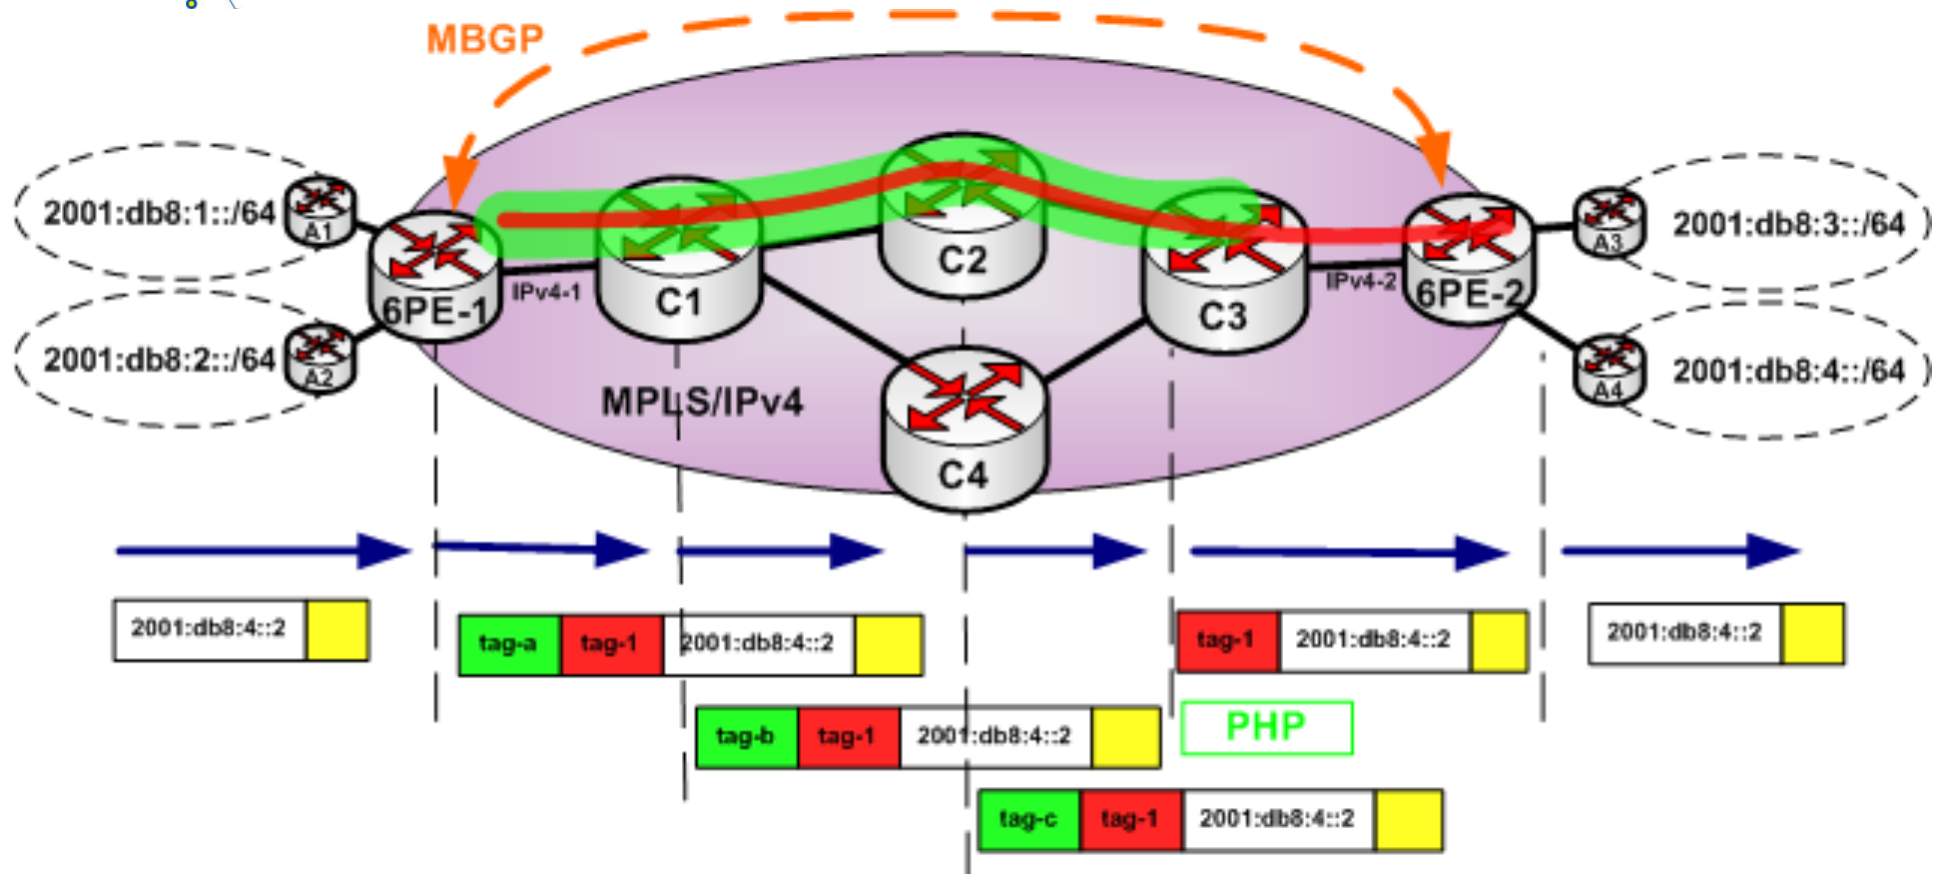 MBGP
2001:db8:1::/64
A1
2001:db8:2::/64
A2
6PE-1
IPv4-1
C1
C2
C3
C4
MPLS/IPv4
IPv4-2
6PE-2
A3
2001:db8:3::/64
A4
2001:db8:4::/64
2001:db8:4::2
tag-a tag-1 2001:db8:4::2
tag-b tag-1 2001:db8:4::2
tag-c tag-1 2001:db8:4::2
tag-1 2001:db8:4::2
PHP
2001:db8:4::2